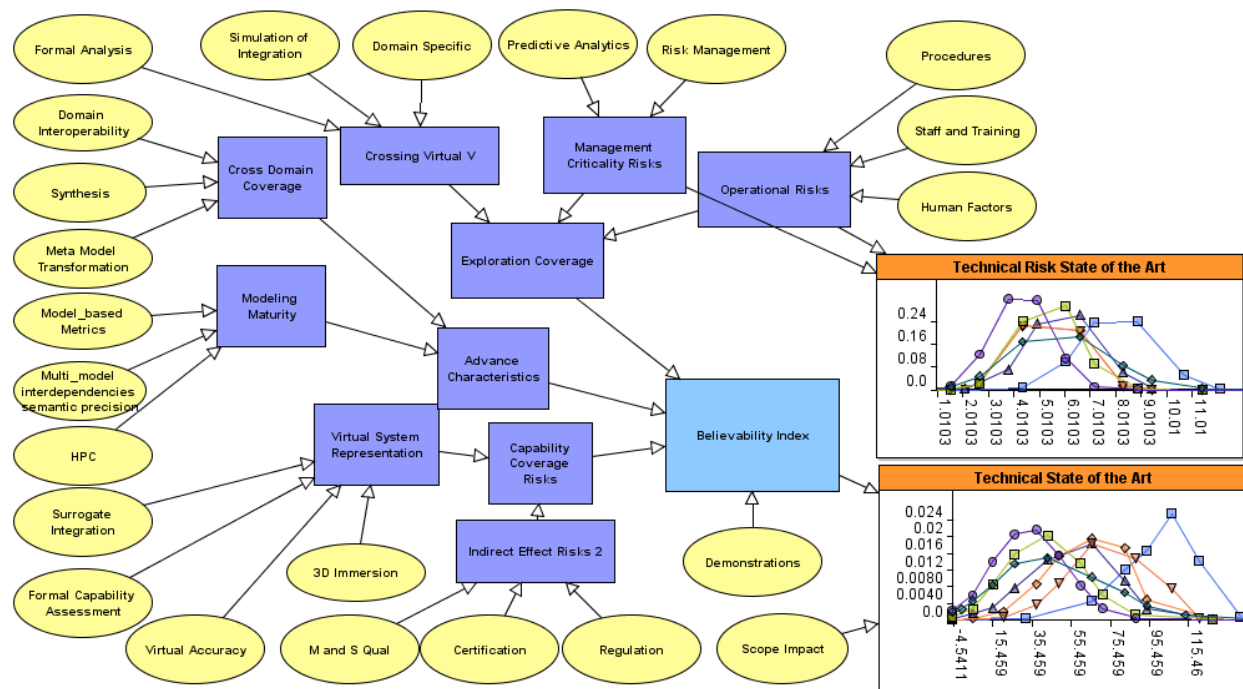 Formal Analysis
Simulation of
Integration
Domain Specific
Predictive Analytics
Risk Management
Procedures
Domain
Interoperability
Staff and Training
Crossing Virtual V
Management
Criticality Risks
Cross Domain
Coverage
Operational Risks
Synthesis
Human Factors
Meta Model
Transformation
Exploration Coverage
Technical Risk State of the Art
0.24
0.16
0.08
0.0
1.0103
2.0103
3.0103
4.0103
5.0103
6.0103
7.0103
8.0103
9.0103
10.01
11.01
Modeling
Maturity
Model_based
Metrics
Advance
Characteristics
Multi_model
interdependencies
semantic precision
Virtual System
Representation
Capability
Coverage
Risks
Believability Index
HPC
Technical State of the Art
0.024
0.02
0.016
0.012
0.0080
0.0040
0.0
-4.5411
15.459
35.459
55.459
75.459
95.459
115.46
Surrogate
Integration
Indirect Effect Risks 2
3D Immersion
Demonstrations
Formal Capability
Assessment
Virtual Accuracy
M and S Qual
Certification
Regulation
Scope Impact